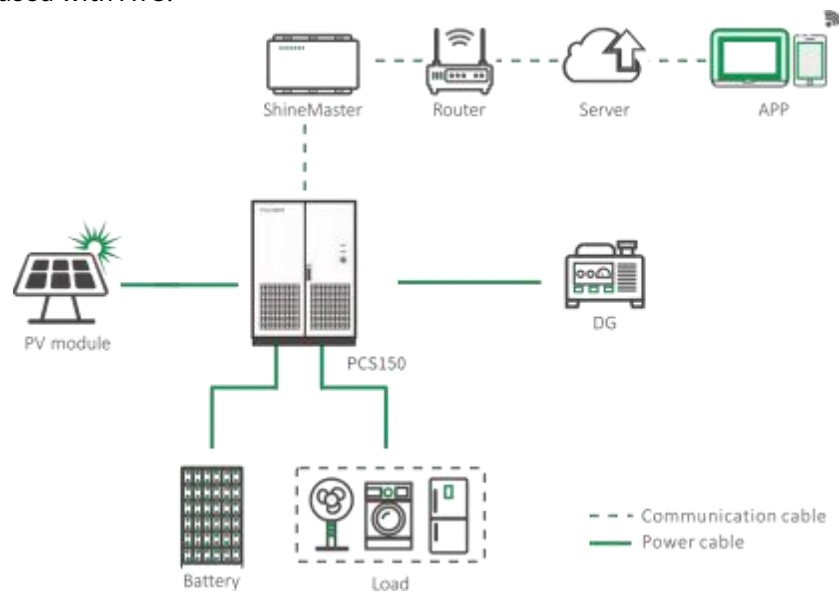 ShineMaster
Router
Server
APP
PV module
PCS150
DG
Battery
Load
Communication cable
Power cable